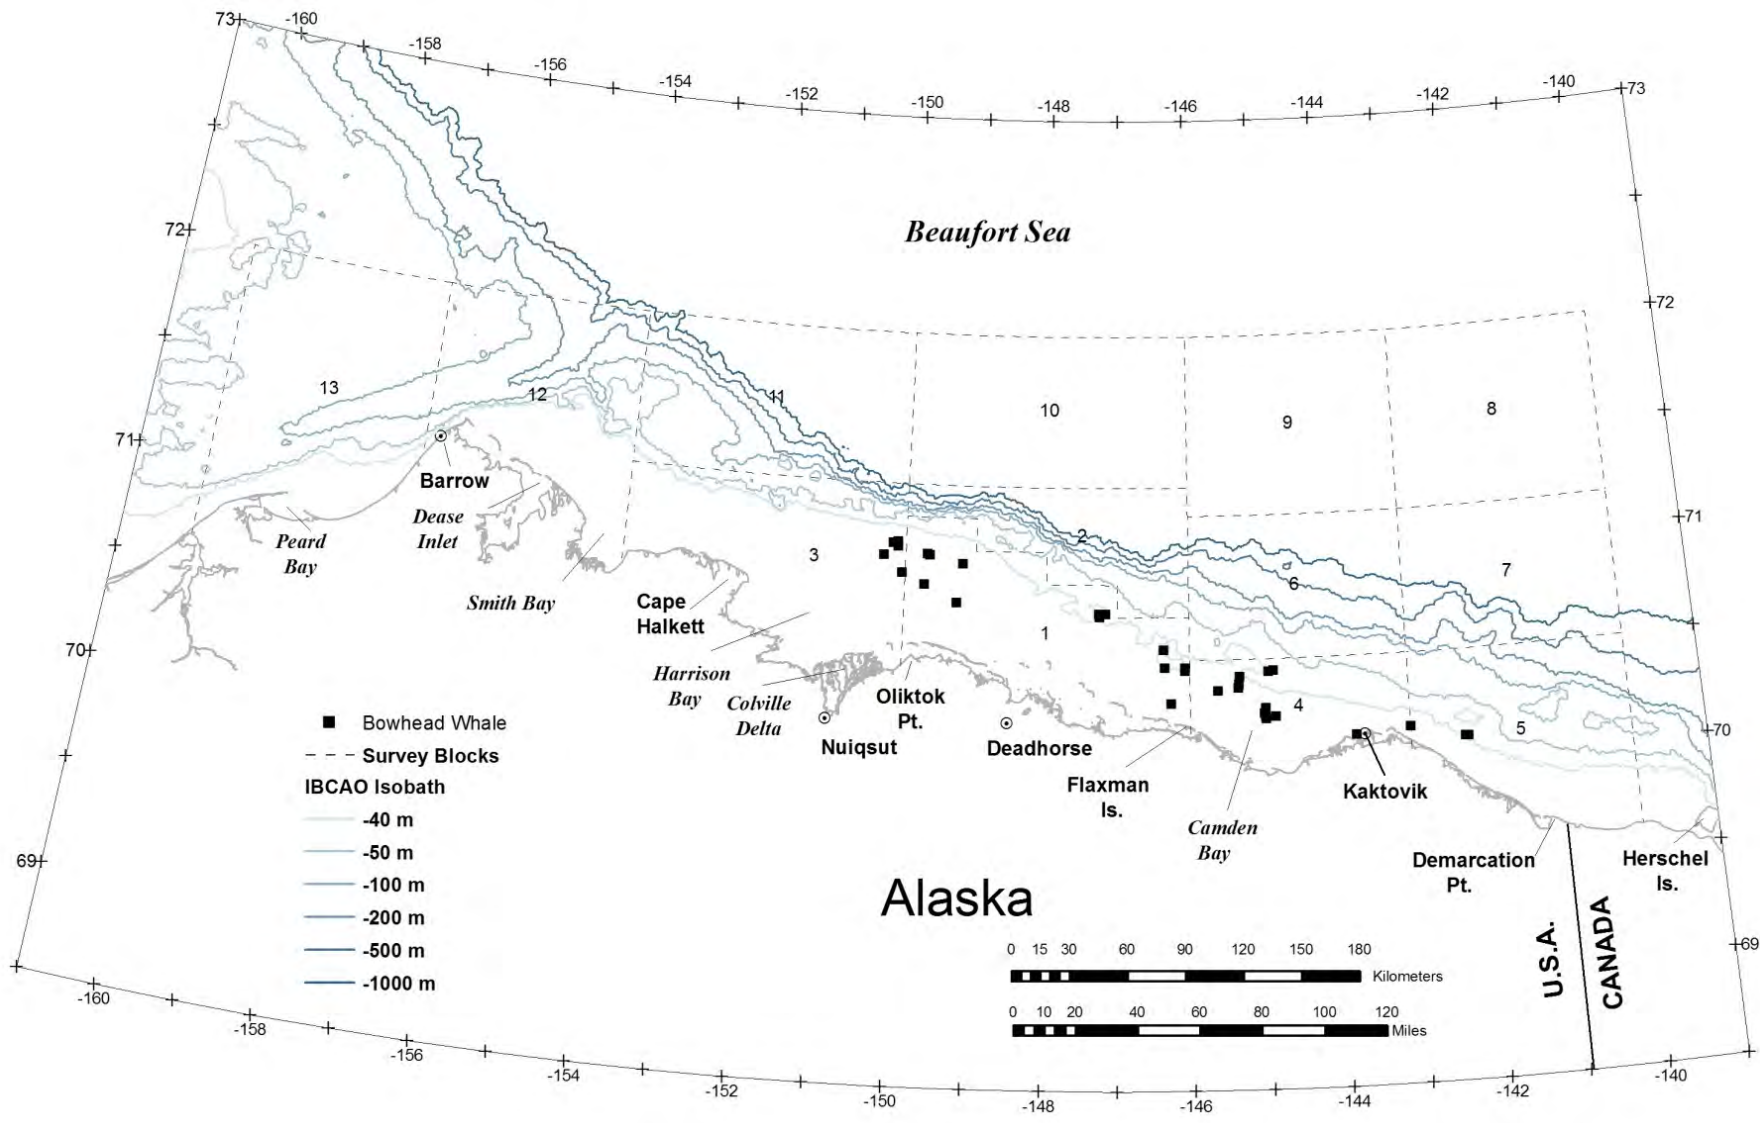 73
-160
-158
-156
-154
-152
-150
-148
-146
-144
-142
-140
73
72
Beaufort Sea
72
13
12
11
10
9
8
71
Barrow
Dease
Inlet
Peard
Bay
71
2
3
6
7
Smith Bay
Cape
Halkett
1
70
Harrison
Bay
Colville
Delta
Oliktok
Pt.
4
5
70
Nuiqsut
Deadhorse
Flaxman
Is.
Kaktovik
Camden
Bay
Demarcation
Pt.
Herschel
Is.
Bowhead Whale
Survey Blocks
IBCAO Isobath
-40 m
-50 m
-100 m
-200 m
-500 m
-1000 m
69
Alaska
U.S.A.
CANADA
69
0 15 30 60 90 120 150 180
Kilometers
0 10 20 40 60 80 100 120
Miles
-160
-158
-156
-154
-152
-150
-148
-146
-144
-142
-140